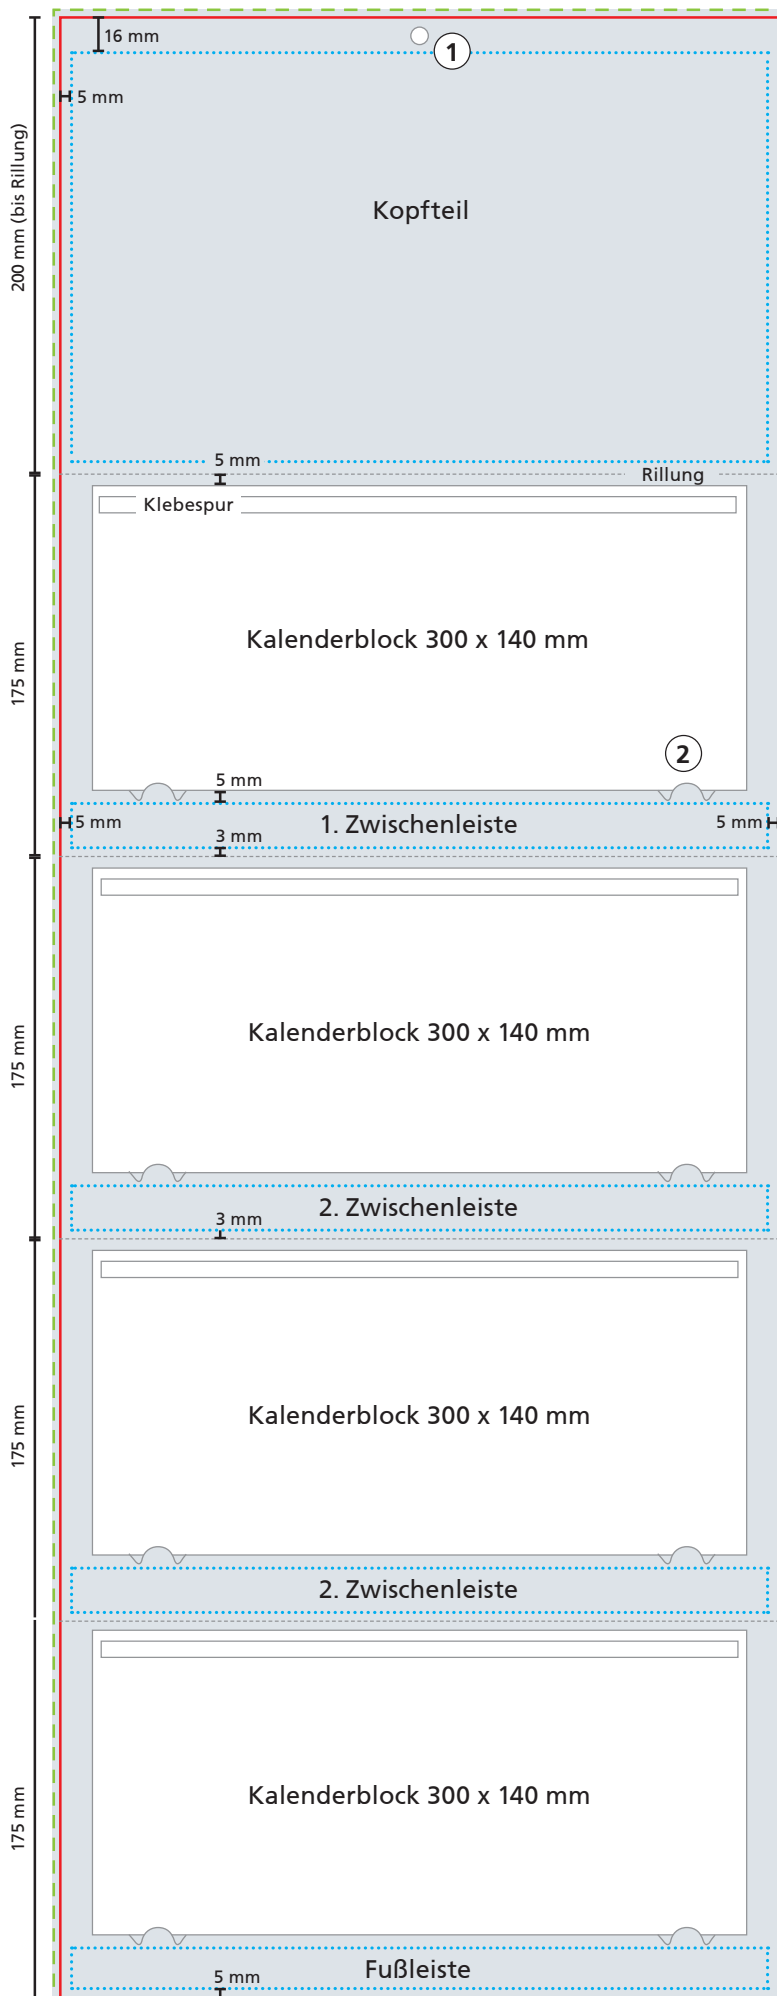 16 mm
1
5 mm
200 mm (bis Rillung)
Kopfteil
5 mm
Rillung
Klebespur
Kalenderblock 300 x 140 mm
175 mm
2
5 mm
5 mm
1. Zwischenleiste
5 mm
3 mm
Kalenderblock 300 x 140 mm
175 mm
2. Zwischenleiste
3 mm
Kalenderblock 300 x 140 mm
175 mm
2. Zwischenleiste
Kalenderblock 300 x 140 mm
175 mm
Fußleiste
5 mm